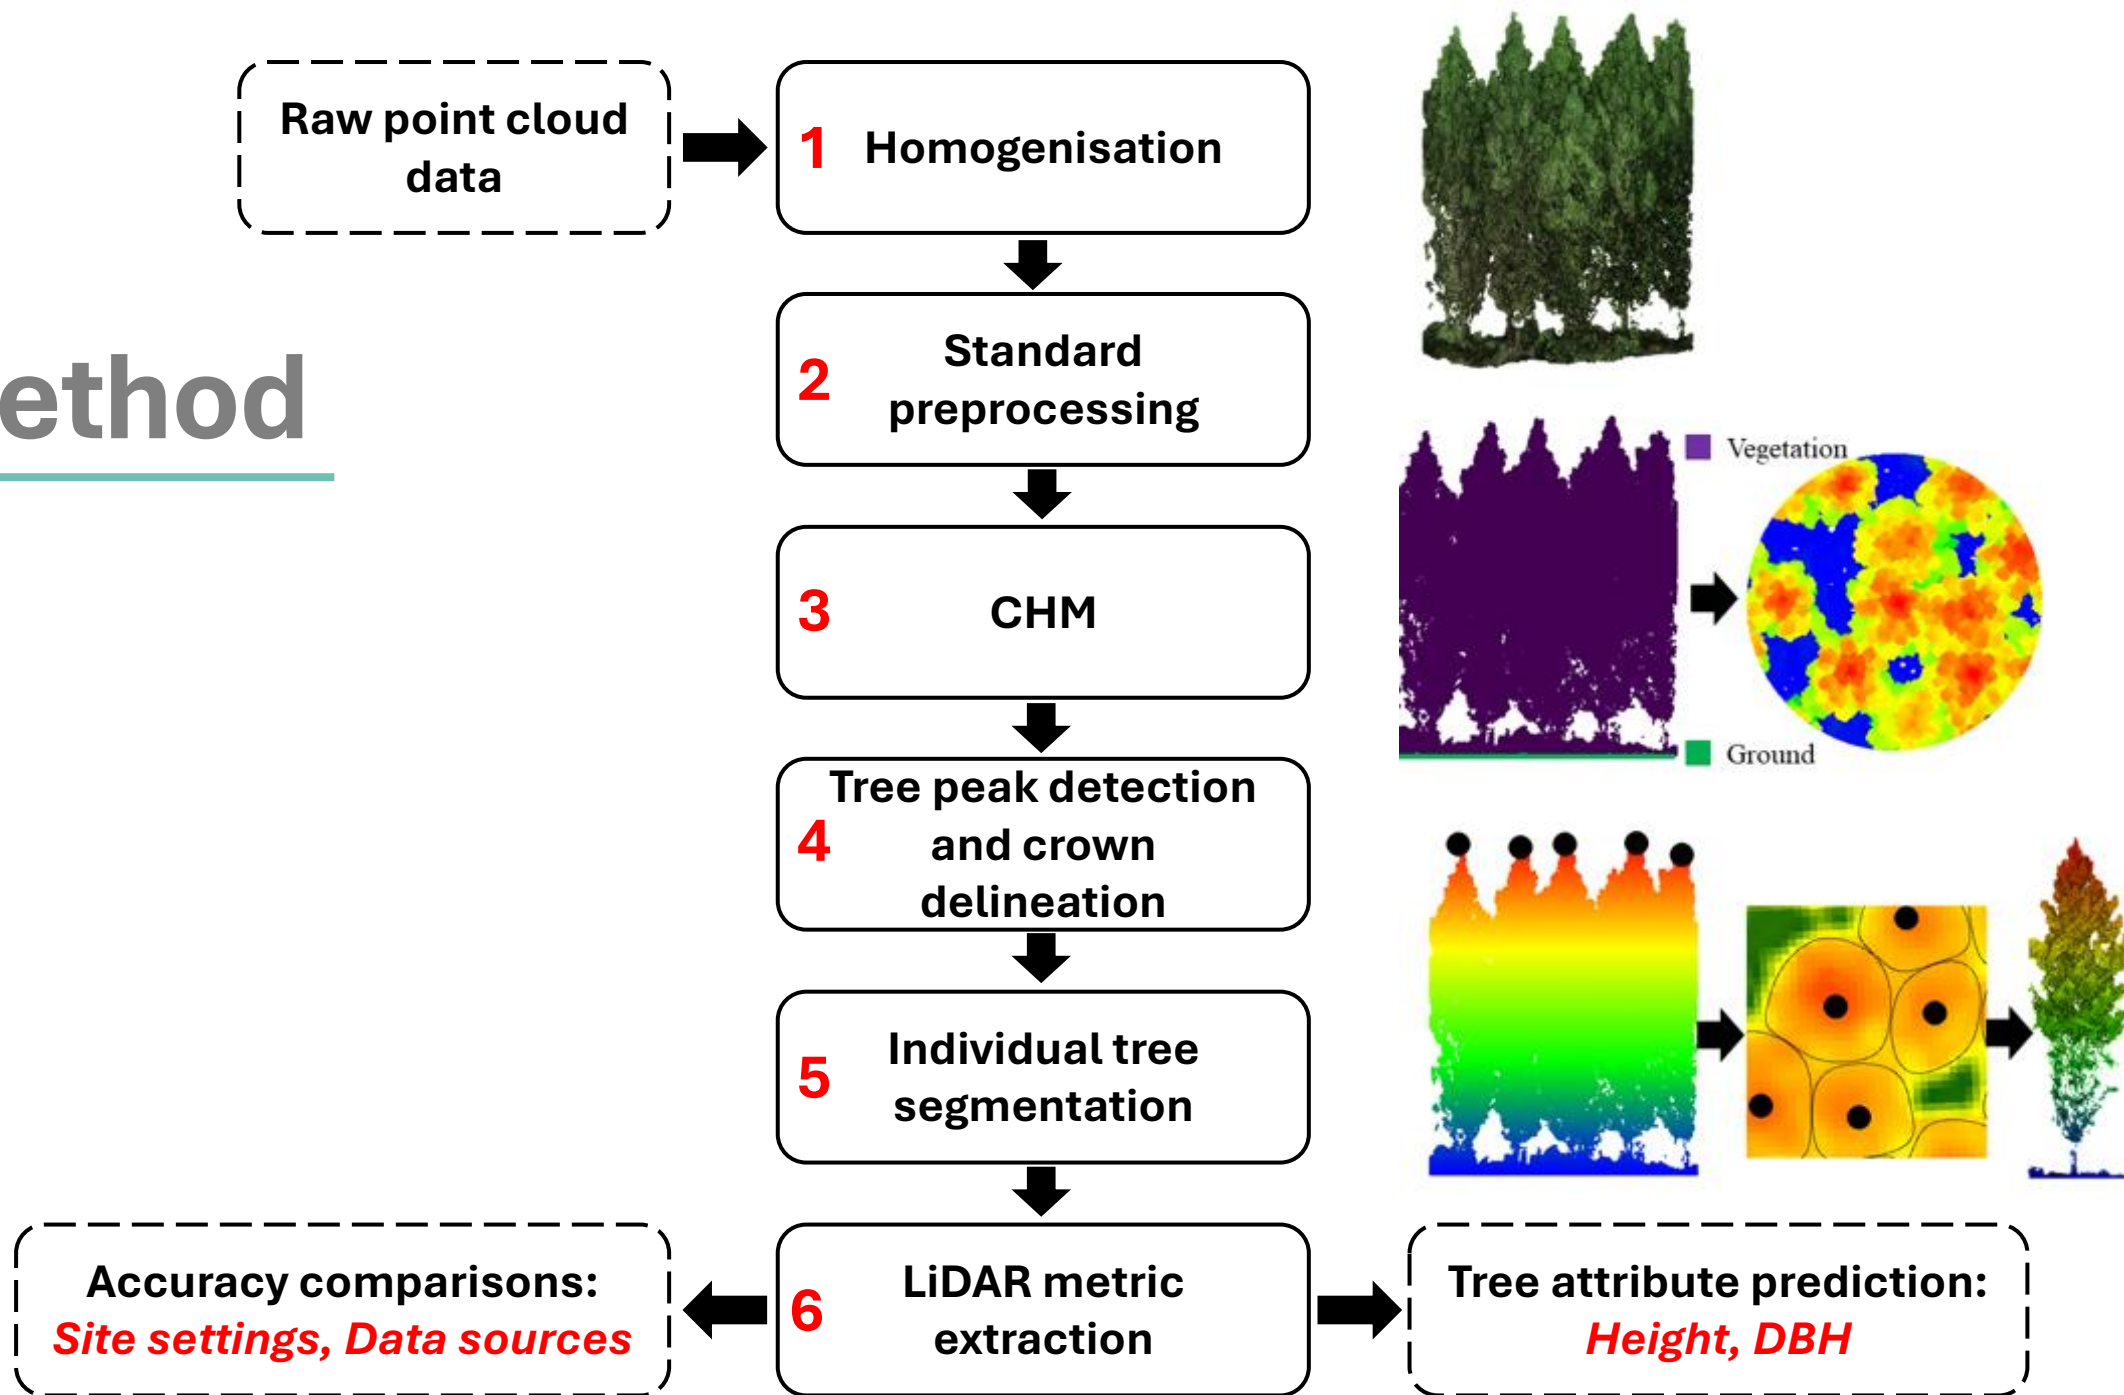 Raw point cloud
data
1 Homogenisation
ethod
2 Standard
preprocessing
Vegetation
3 CHM
Ground
4 Tree peak detection
and crown
delineation
5 Individual tree
segmentation
Accuracy comparisons:
Site settings, Data sources
6 LiDAR metric
extraction
Tree attribute prediction:
Height, DBH